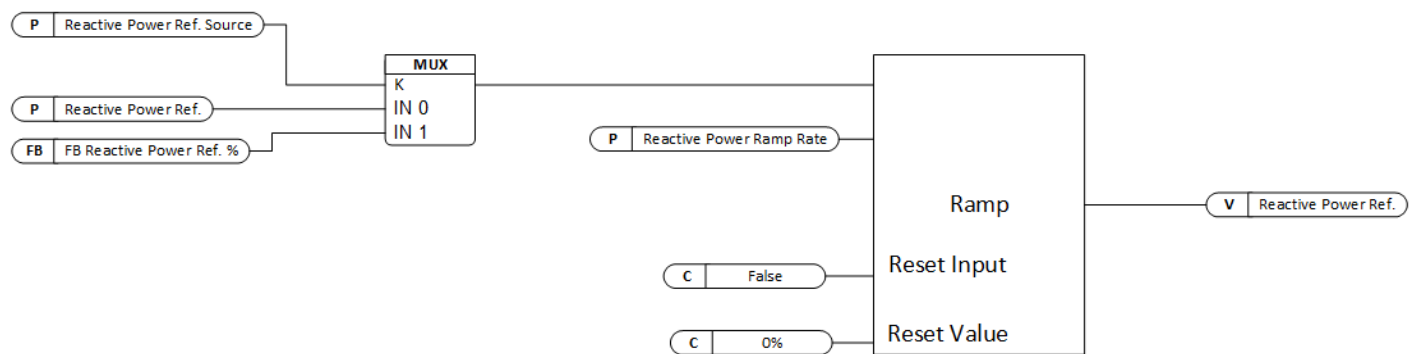 P Reactive Power Ref. Source
MUX
K
P Reactive Power Ref.
IN 0
FB FB Reactive Power Ref. %
IN 1
P Reactive Power Ramp Rate
Ramp
V Reactive Power Ref.
C False
Reset Input
C 0%
Reset Value